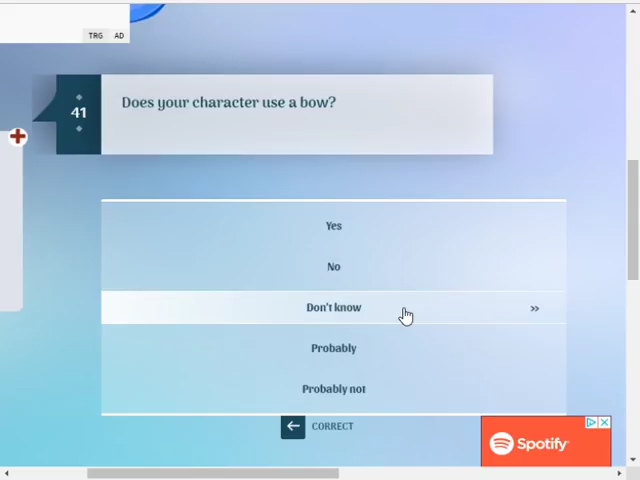 TRG AD
41
Does your character use a bow?
Yes
No
Don't know
Probably
Probably not
CORRECT
Spotify